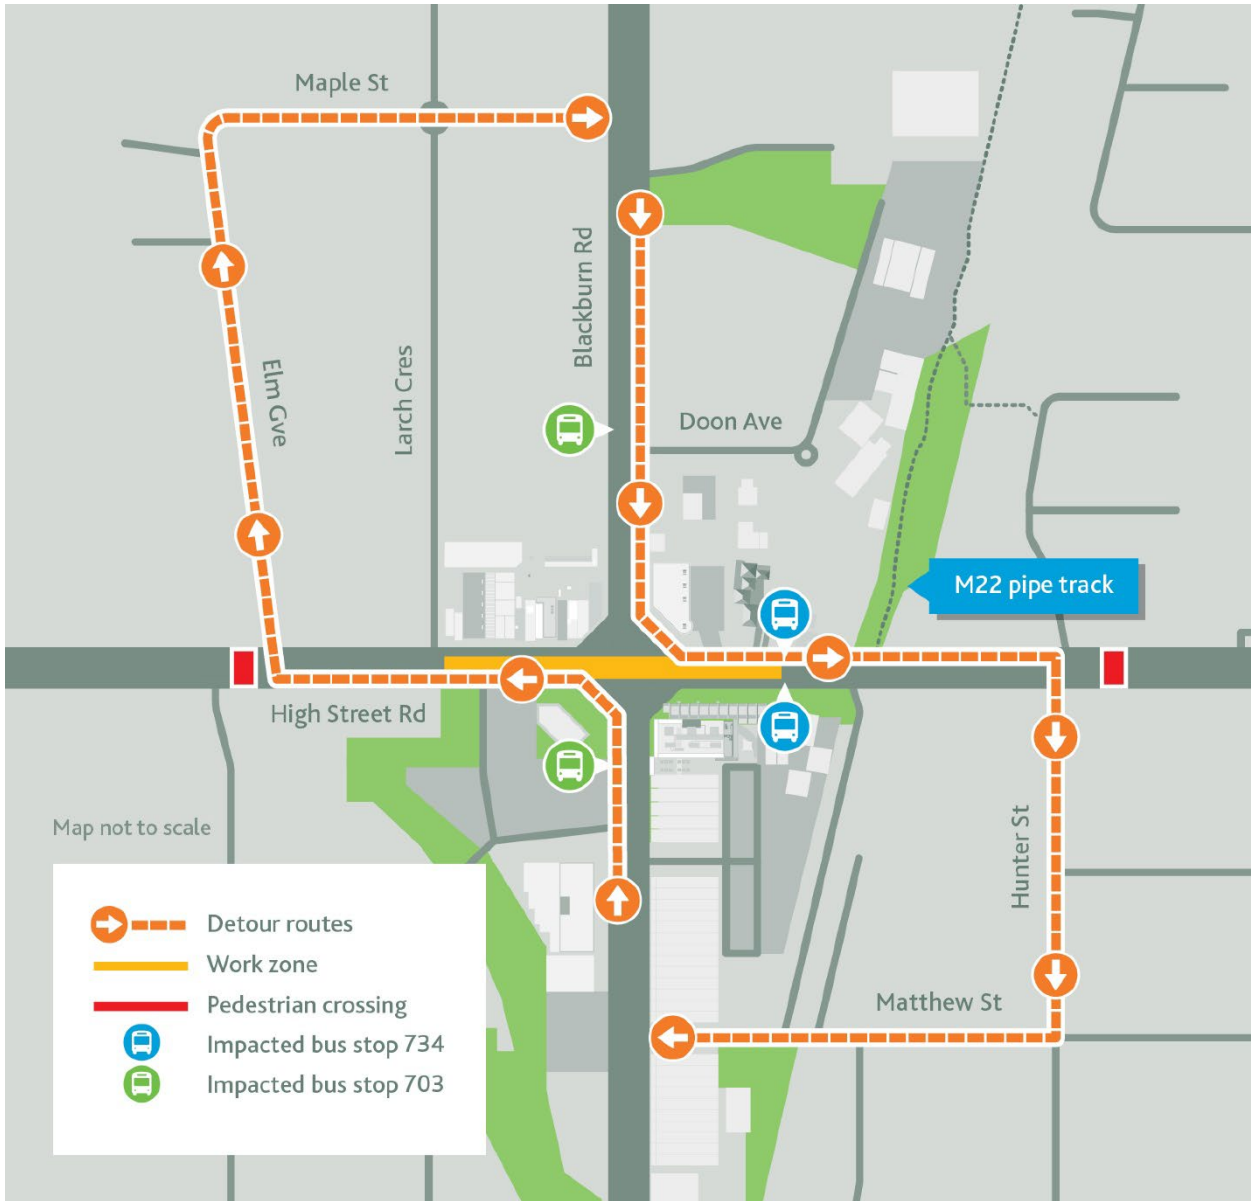 Maple St
Blackburn Rd
Elm Gve
Larch Cres
Doon Ave
M22 pipe track
High Street Rd
Map not to scale
Hunter St
Matthew St
Detour routes
Work zone
Pedestrian crossing
Impacted bus stop 734
Impacted bus stop 703